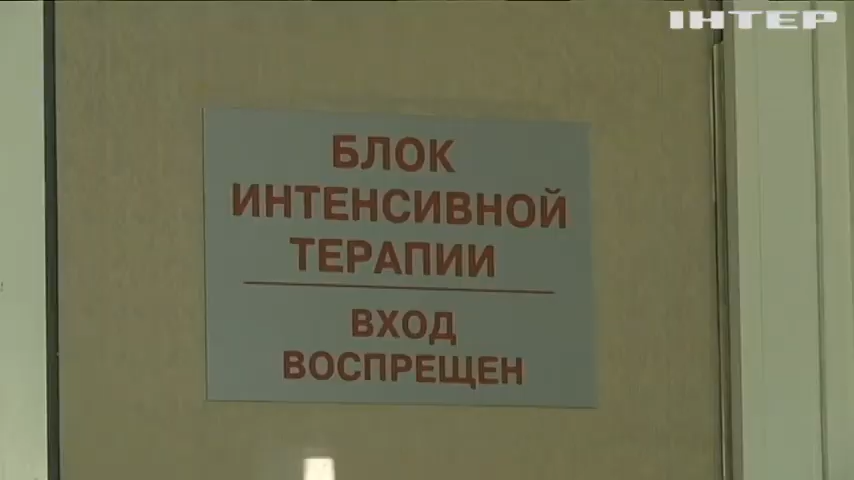 ІНТЕР
БЛОК
ИНТЕНСИВНОЙ
ТЕРАПИИ
ВХОД
ВОСПРЕЩЕН